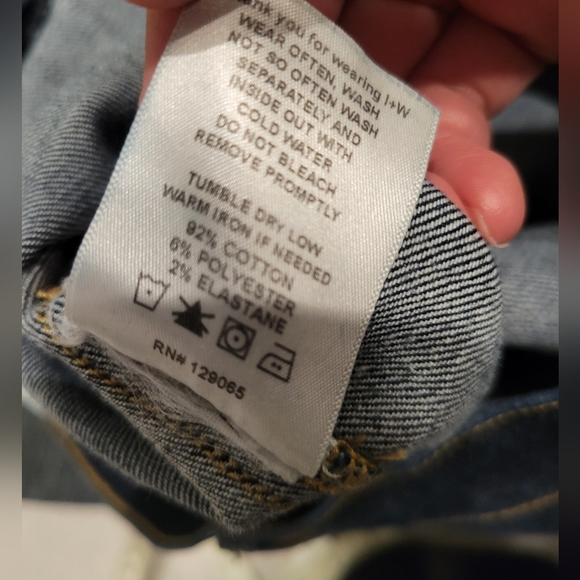 ank you for wearing I+W
WEAR OFTEN, WASH
NOT SO OFTEN WASH
SEPARATELY AND
INSIDE OUT WITH
COLD WATER
DO NOT BLEACH
REMOVE PROMPTLY
TUMBLE DRY LOW
WARM IRON IF NEEDED
92% COTTON
6% POLYESTER
2% ELASTANE
RN# 129065